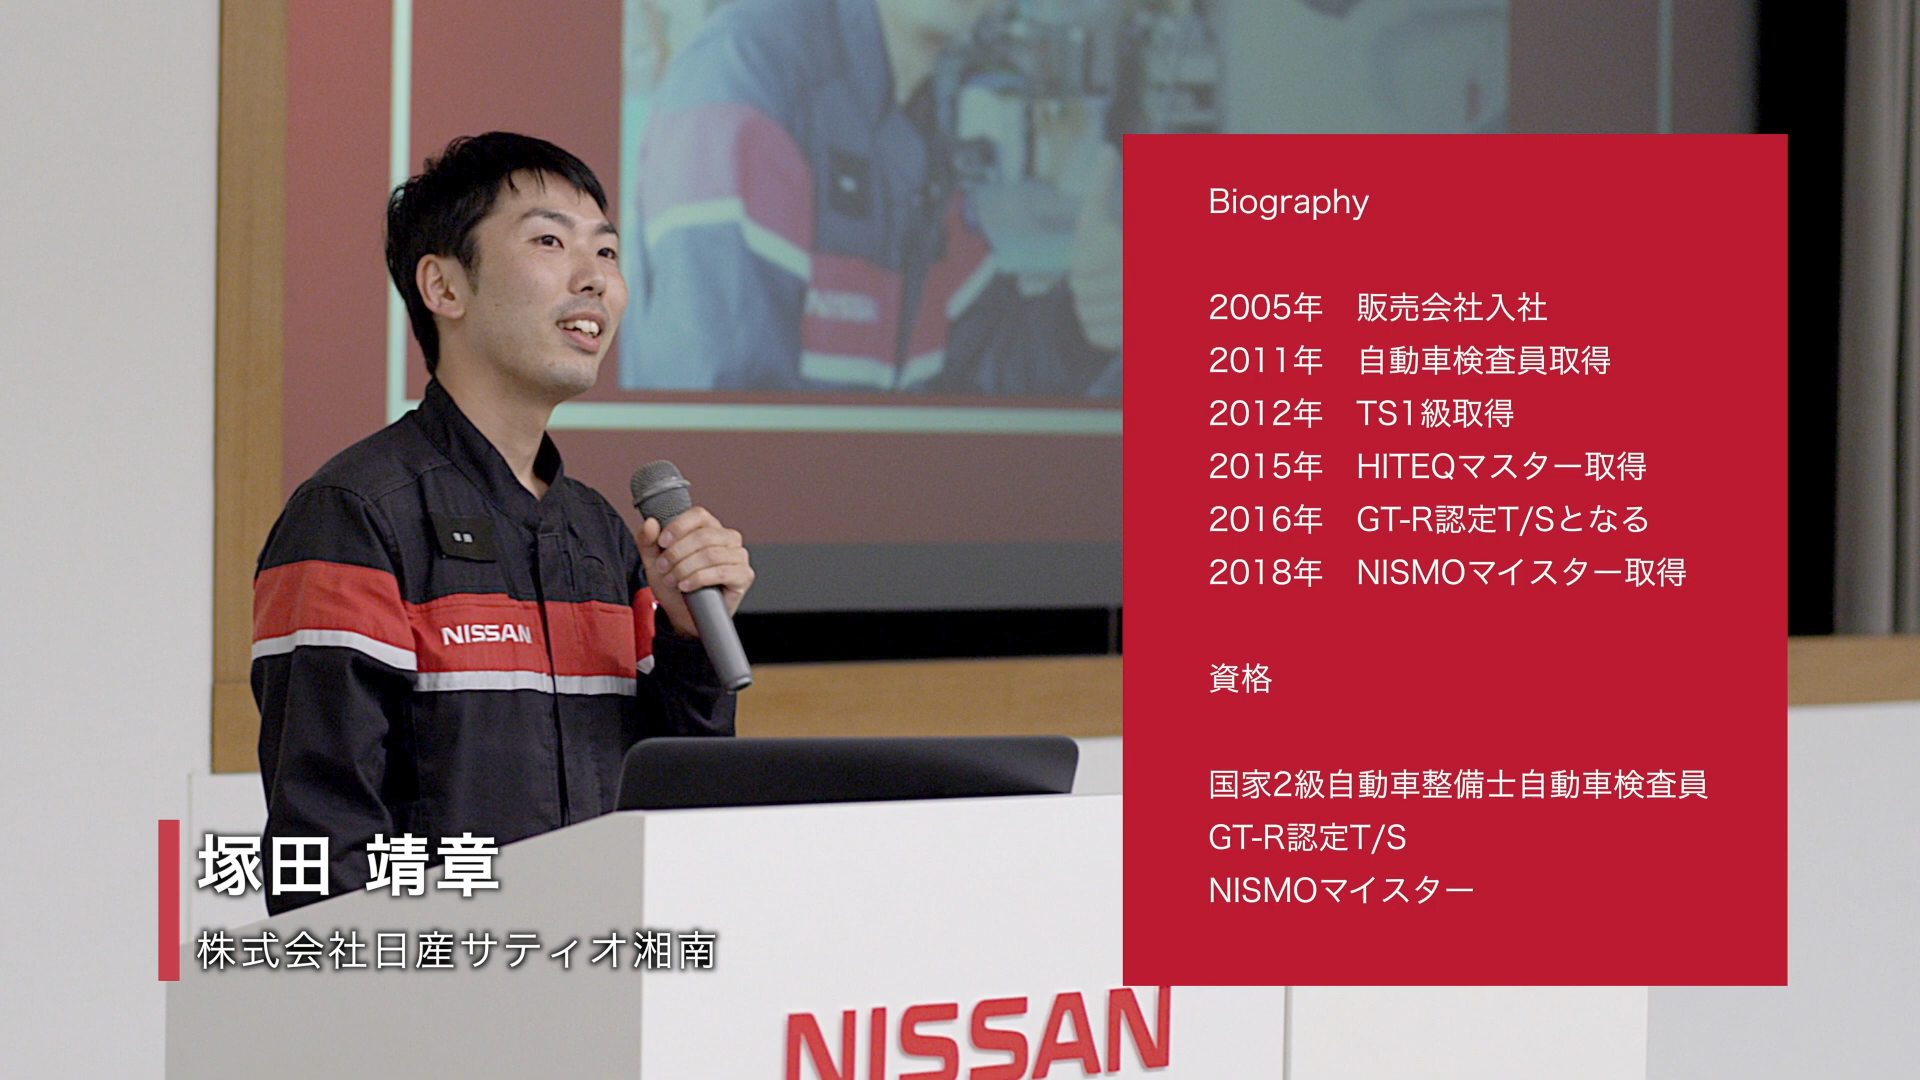 Biography
2005年 販売会社入社
2011年 自動車検査員取得
2012年 TS1級取得
2015年 HITEQマスター取得
2016年 GT-R認定T/Sとなる
2018年 NISMOマイスター取得
資格
国家2級自動車整備士自動車検査員
GT-R認定T/S
NISMOマイスター
NISSAN
塚田 靖章
株式会社日産サティオ湘南
NISSAN